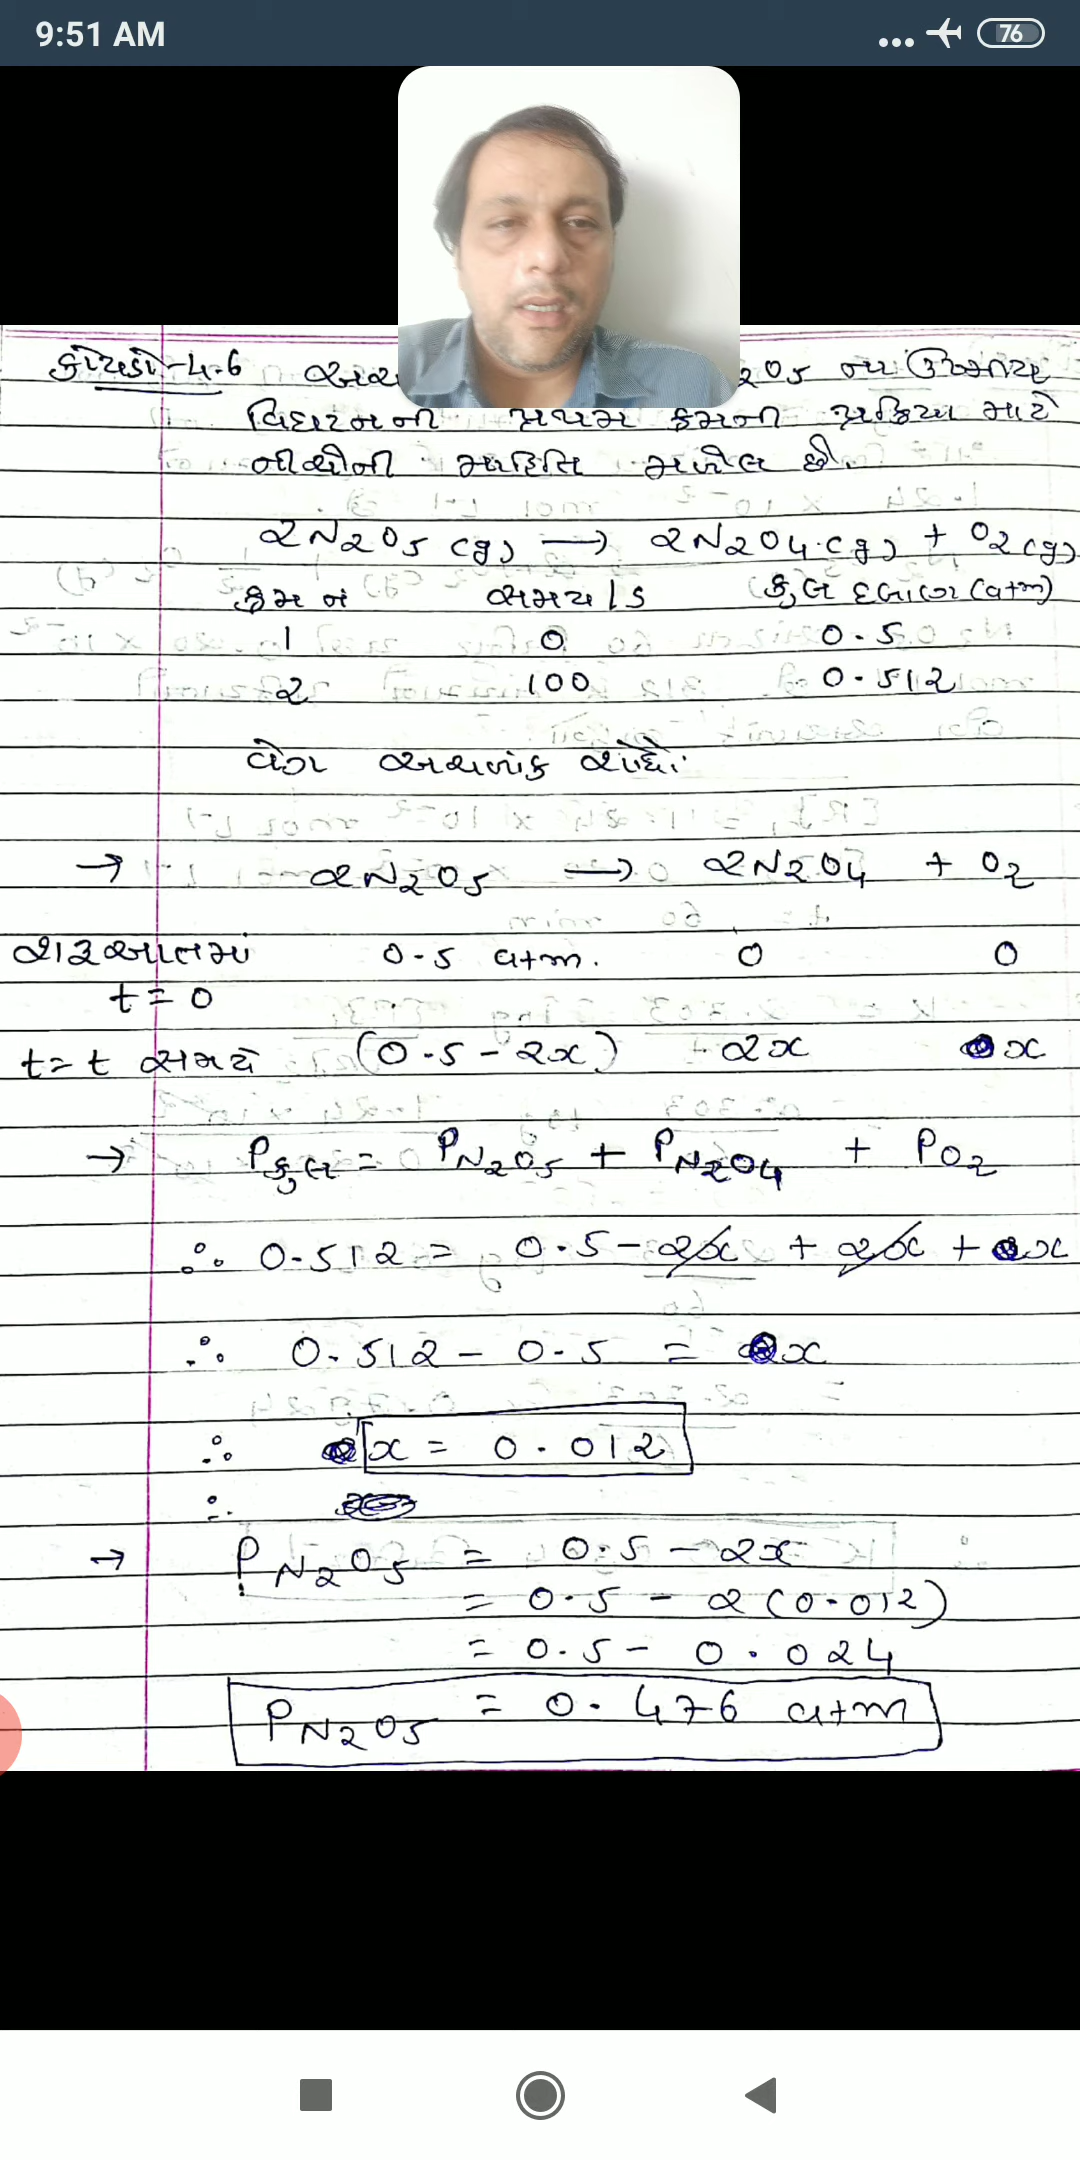 9:51 AM
76
કોયડો-4.6 અચ 2O5 ના ઉષ્મીય
વિઘટનની પ્રથમ ક્રમની પ્રક્રિયા માટે
નીચેની માહિતિ મળેલ છે.
2N2O5 (g) → 2N2O4 (g) + O2 (g)
ક્રમ નં સમય/S કુલ દબાણ (atm)
1 0 0.5
2 100 0.512
વેગ અચળાંક શોધો.
→ 2N2O5 → 2N2O4 + O2
શરૂઆતમાં 0.5 atm. 0 0
t = 0
t = t સમયે (0.5 - 2x) 2x x
→ Pકુલ = PN2O5 + PN2O4 + PO2
∴ 0.512 = 0.5 - 2x + 2x + x
∴ 0.512 - 0.5 = x
∴ x = 0.012
∴
→ PN2O5 = 0.5 - 2x
= 0.5 - 2(0.012)
= 0.5 - 0.024
PN2O5 = 0.476 atm